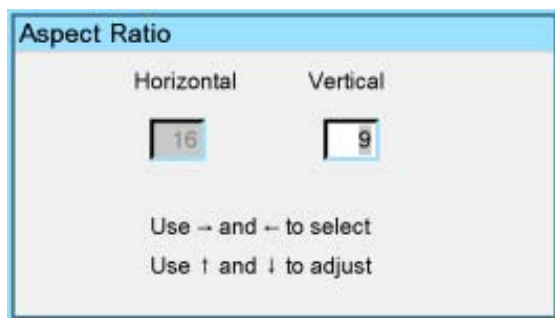 Aspect Ratio
Horizontal Vertical
16 9
Use → and ← to select
Use ↑ and ↓ to adjust